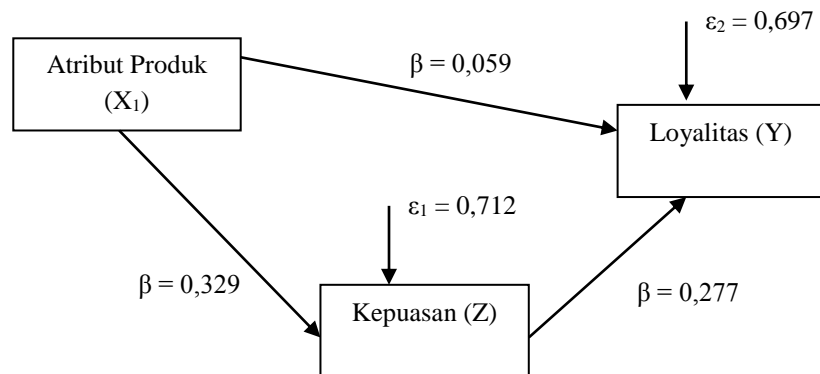 ε₂ = 0,697
Atribut Produk
(X₁)
β = 0,059
Loyalitas (Y)
ε₁ = 0,712
β = 0,329
Kepuasan (Z)
β = 0,277